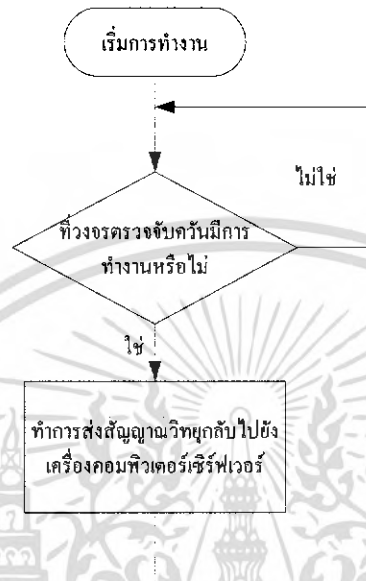 เริ่มการทำงาน
ไม่ใช่
ที่วงจรตรวจจับควันมีการ
ทำงานหรือไม่
ใช่
ทำการส่งสัญญาณวิทยุกลับไปยัง
เครื่องคอมพิวเตอร์เซิร์ฟเวอร์